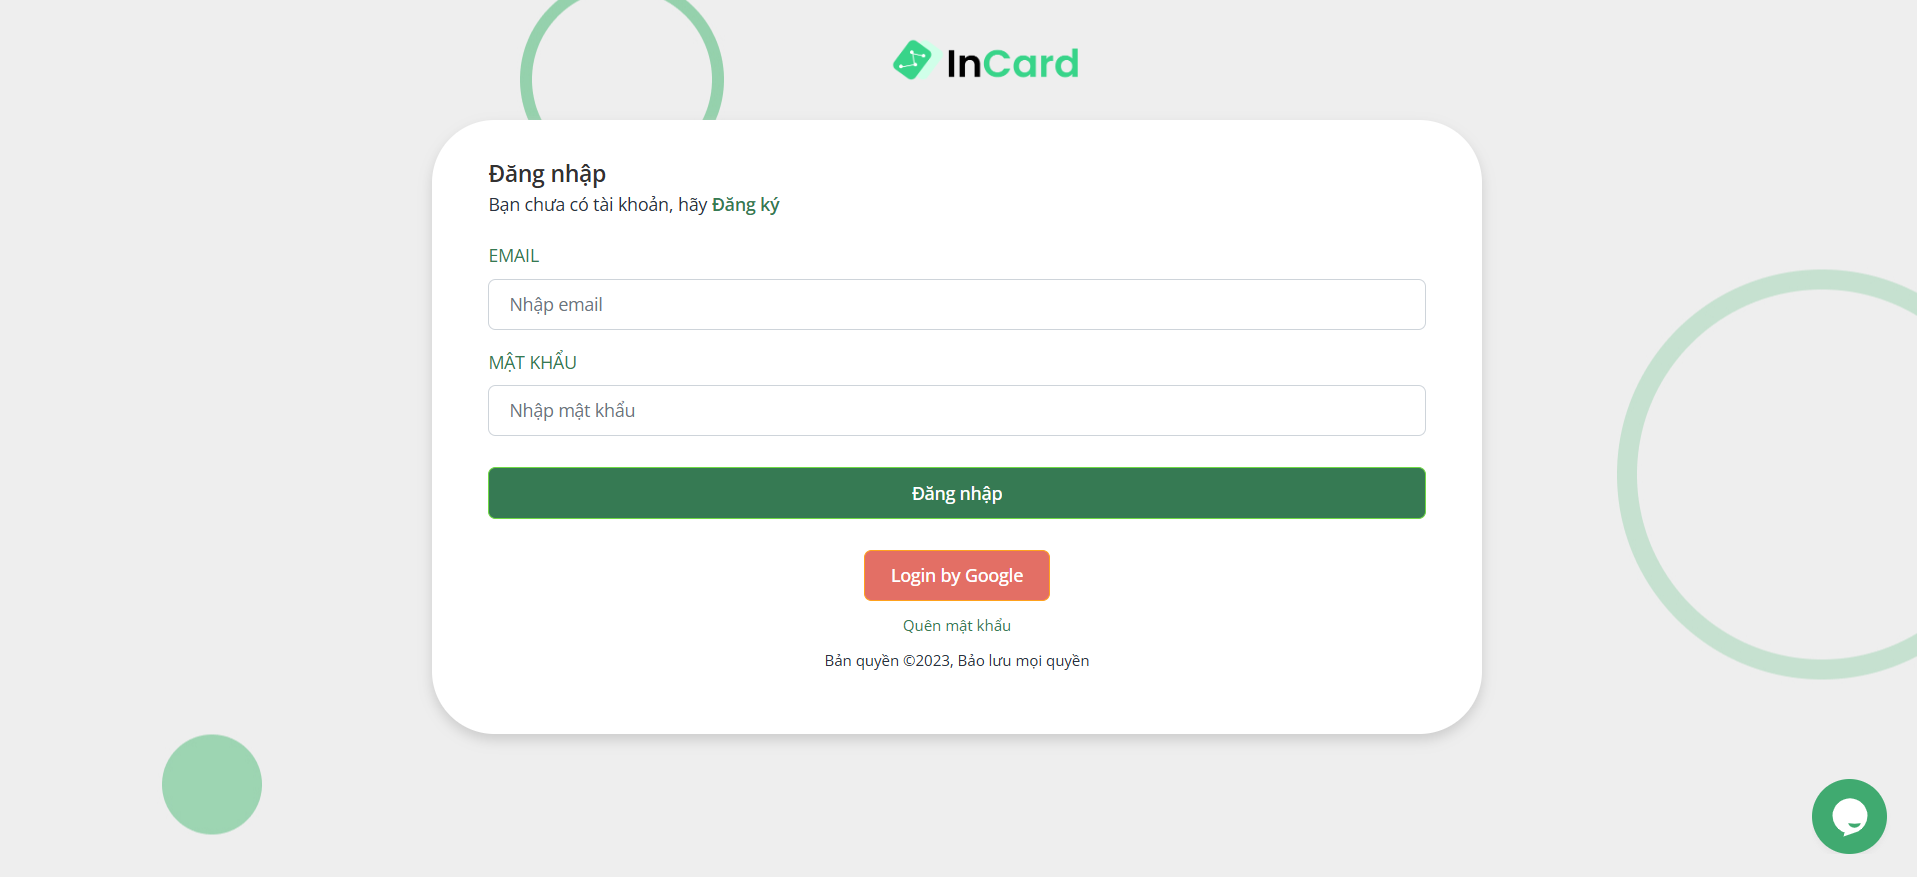 InCard
Đăng nhập
Bạn chưa có tài khoản, hãy Đăng ký
EMAIL
Nhập email
MẬT KHẨU
Nhập mật khẩu
Đăng nhập
Login by Google
Quên mật khẩu
Bản quyền ©2023, Bảo lưu mọi quyền